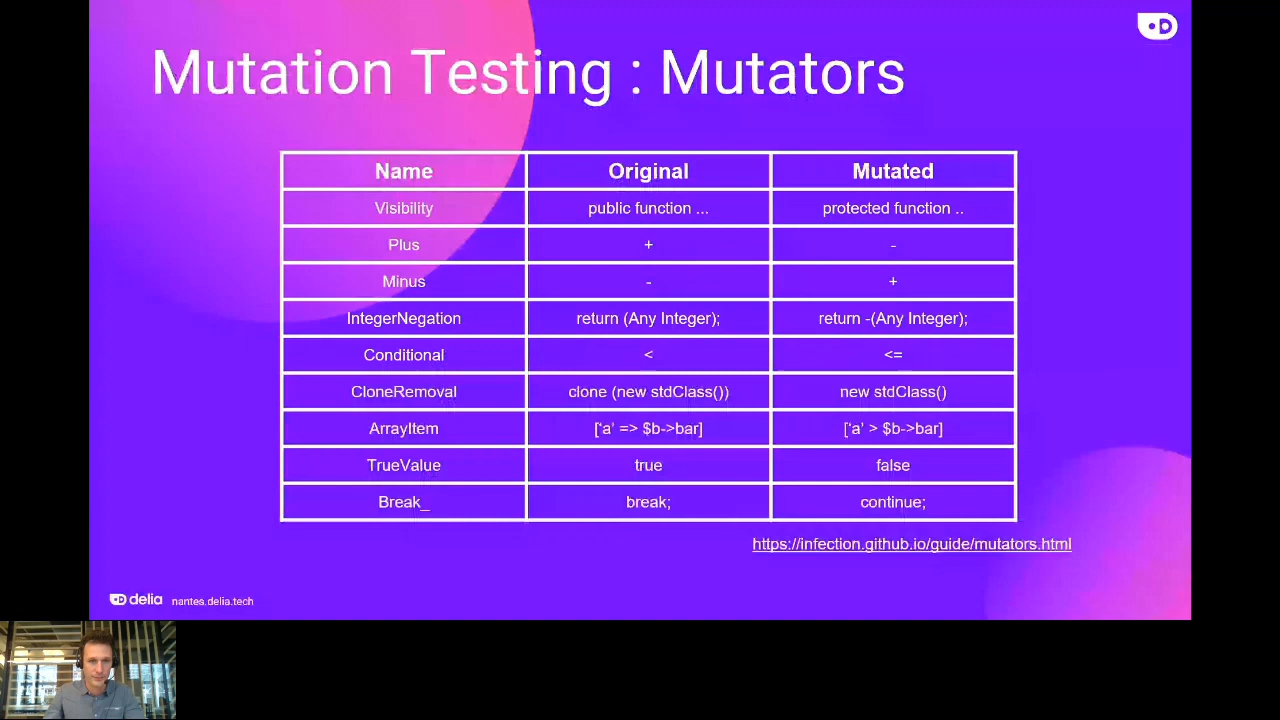 Mutation Testing : Mutators
Name Original Mutated
Visibility public function ... protected function ..
Plus + -
Minus - +
IntegerNegation return (Any Integer); return -(Any Integer);
Conditional < <=
CloneRemoval clone (new stdClass()) new stdClass()
ArrayItem ['a' => $b->bar] ['a' > $b->bar]
TrueValue true false
Break_ break; continue;
https://infection.github.io/guide/mutators.html
delia nantes.delia.tech